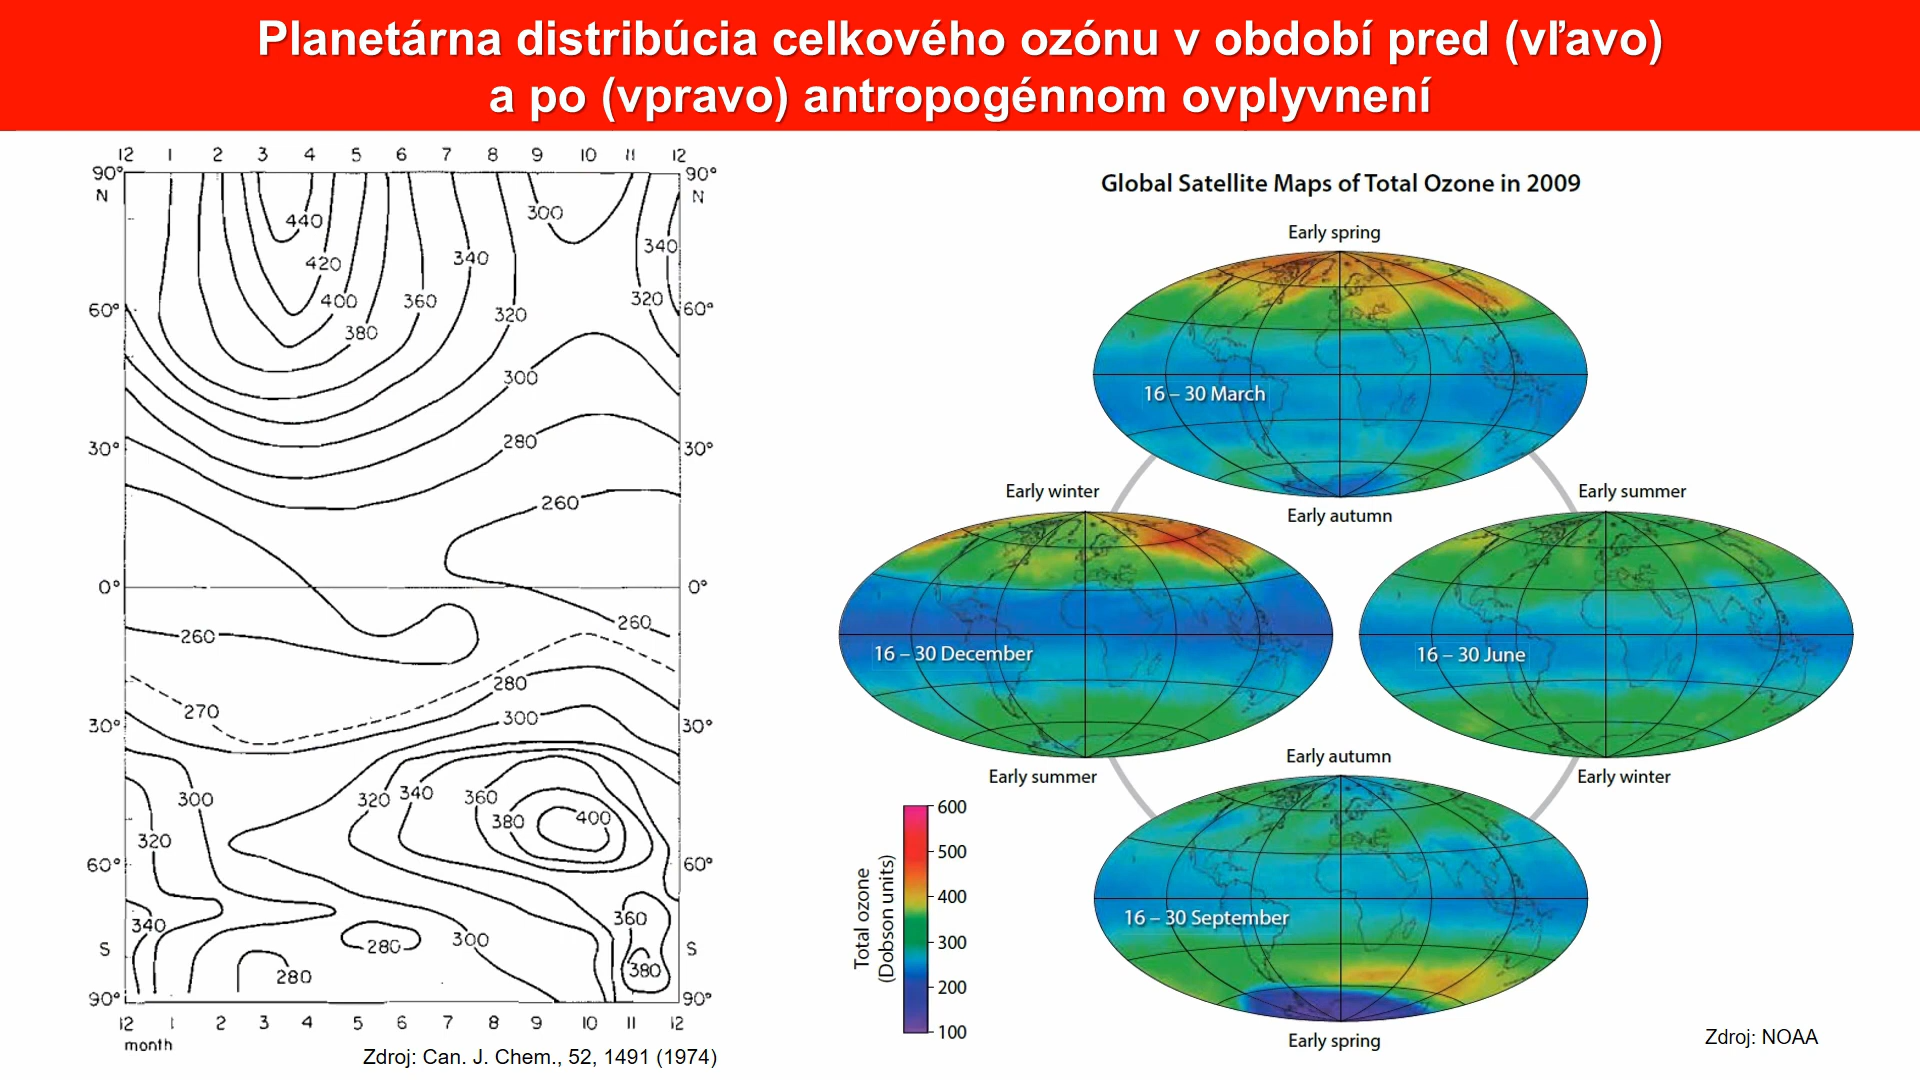 Planetárna distribúcia celkového ozónu v období pred (vľavo)
a po (vpravo) antropogénnom ovplyvnení
12 1 2 3 4 5 6 7 8 9 10 11 12
90° 90°
N N
300
440
340
340
420
400 360 320
60° 320 60°
380
300
30° 280 30°
260
0° 0°
260
260
280
270
300
30° 30°
300 320 340 360
380 400
320
60° 60°
340 360
S 280 300 S
280 380
90° 90°
12 1 2 3 4 5 6 7 8 9 10 11 12
month
Zdroj: Can. J. Chem., 52, 1491 (1974)
Global Satellite Maps of Total Ozone in 2009
Early spring
16 – 30 March
Early autumn
Early winter
16 – 30 December
Early summer
Early summer
16 – 30 June
Early winter
Early autumn
16 – 30 September
Early spring
Total ozone
(Dobson units)
600
500
400
300
200
100
Zdroj: NOAA